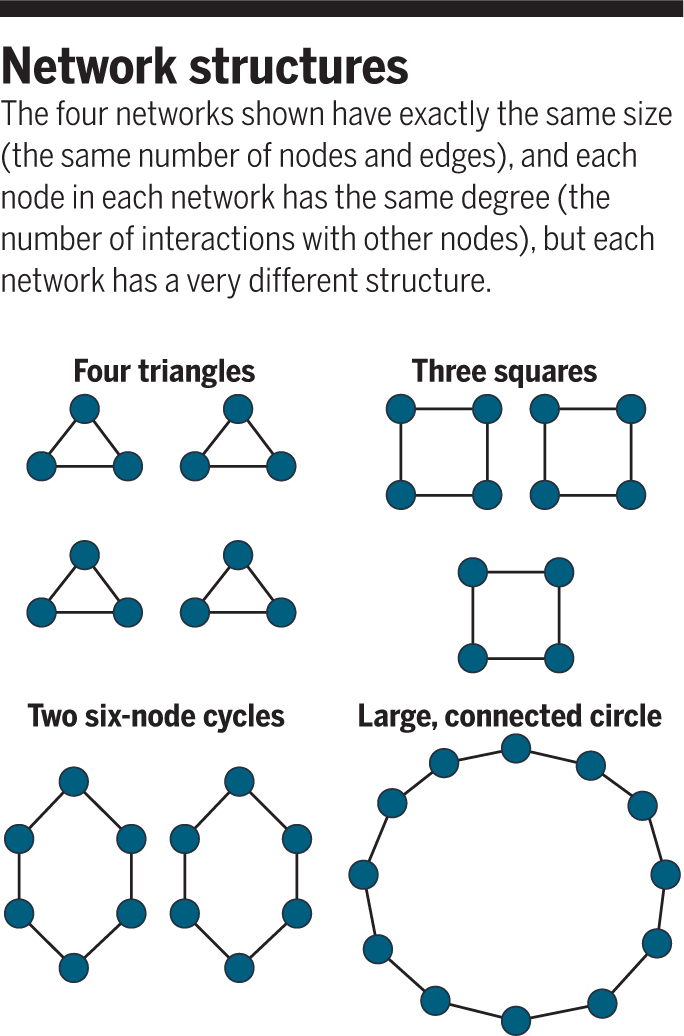 Network structures
The four networks shown have exactly the same size
(the same number of nodes and edges), and each
node in each network has the same degree (the
number of interactions with other nodes), but each
network has a very different structure.
Four triangles
Three squares
Two six-node cycles
Large, connected circle